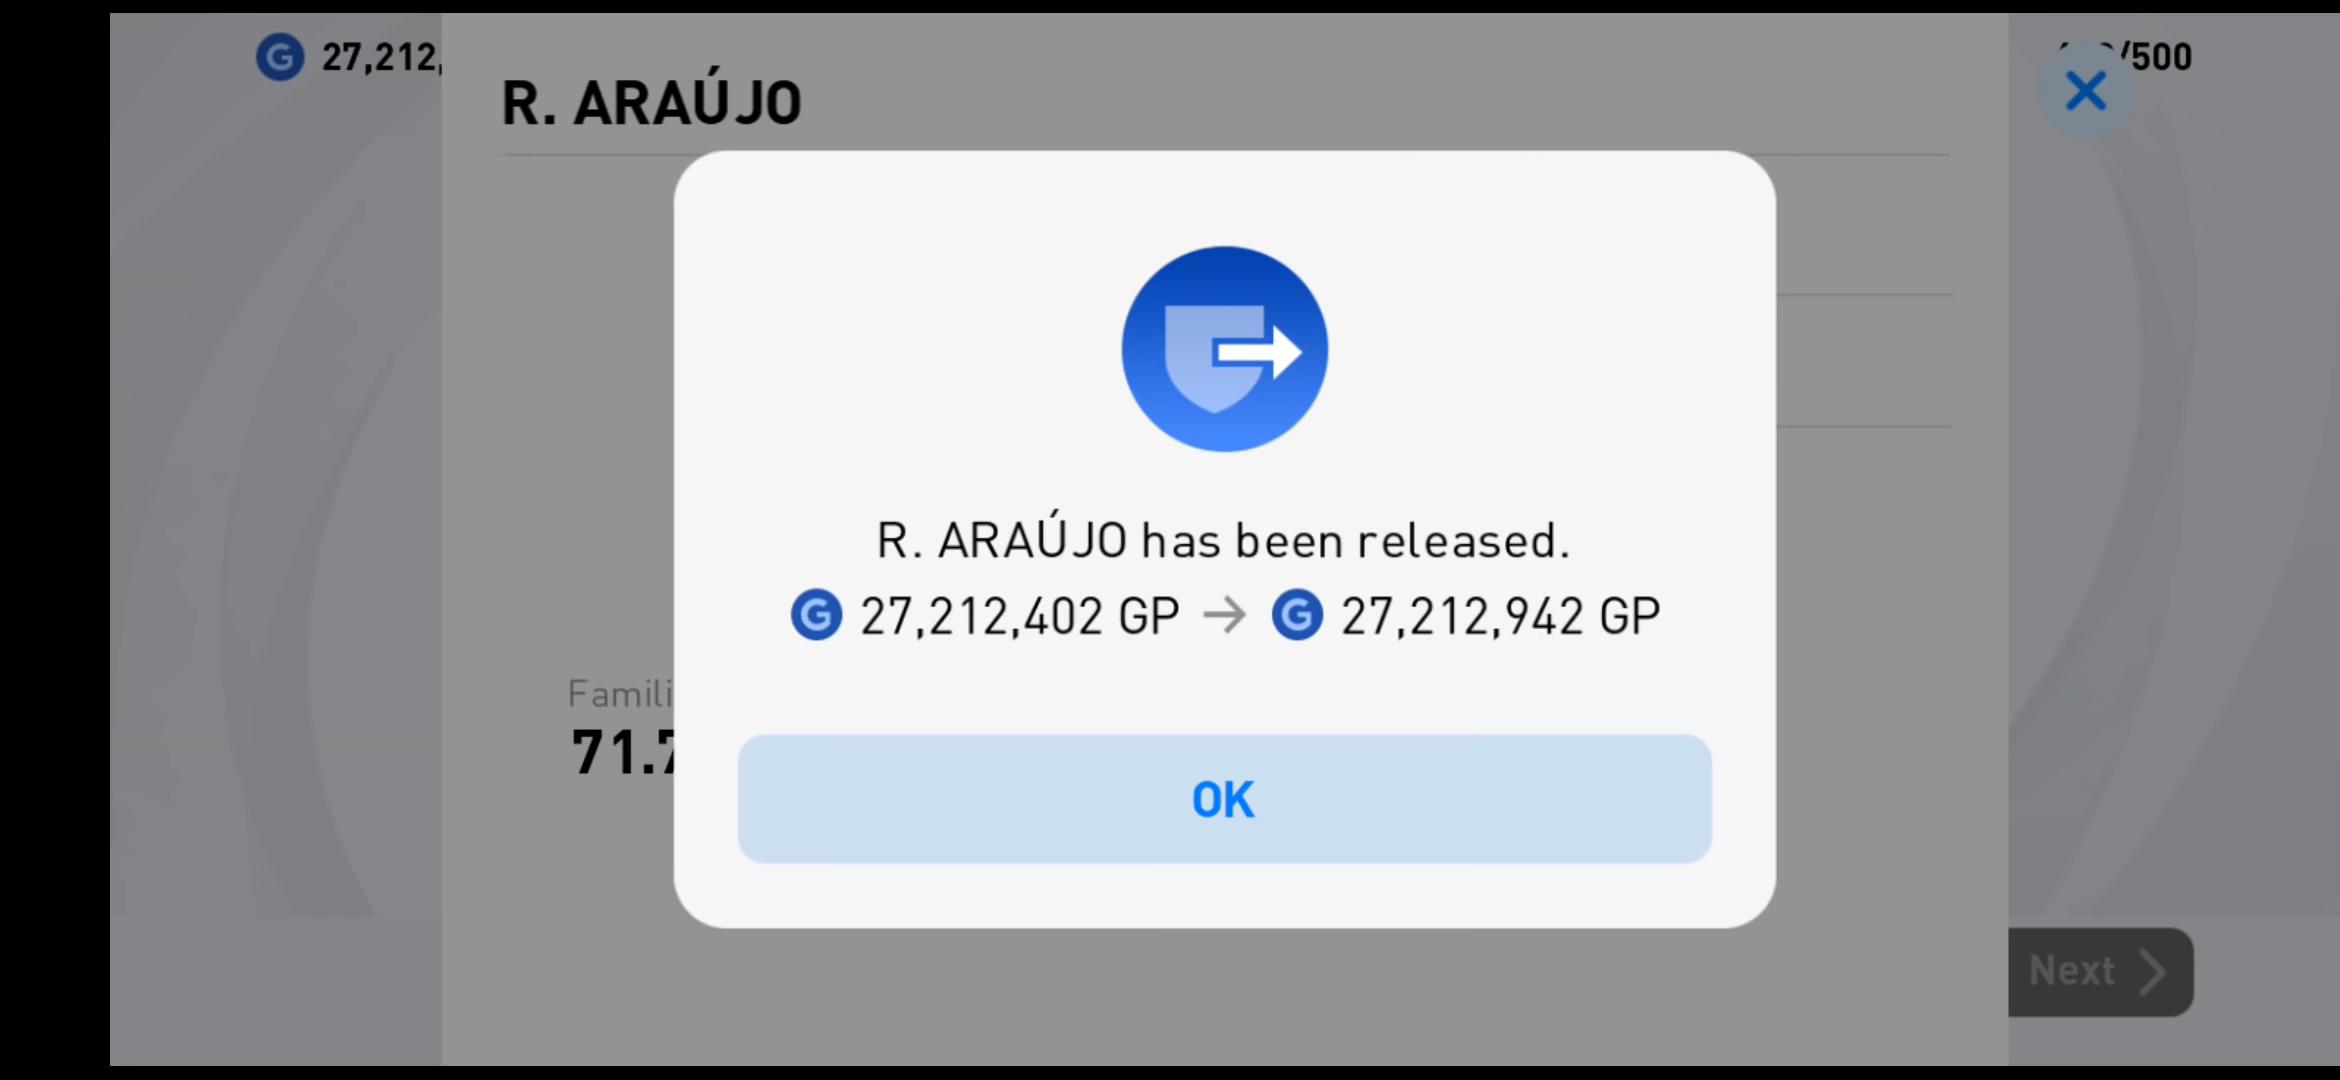 27,212,
/500
R. ARAÚJO
R. ARAÚJO has been released.
G 27,212,402 GP → G 27,212,942 GP
Famili
71.7
OK
Next